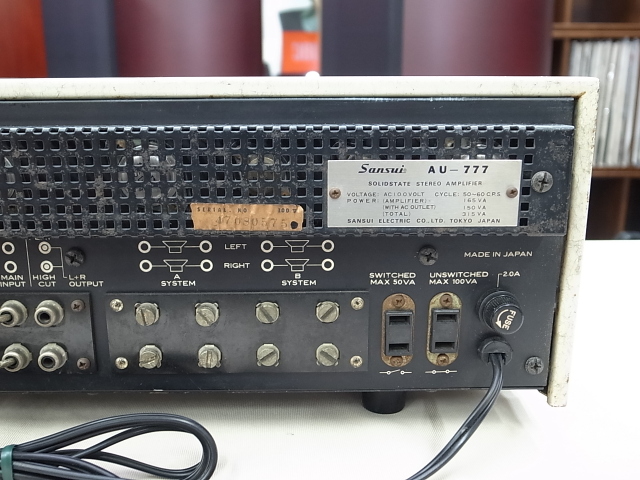 Sansui AU-777
SOLIDSTATE STEREO AMPLIFIER
VOLTAGE: AC100VOLT CYCLE: 50~60 C.P.S.
POWER: (AMPLIFIER) : 165VA
(WITH AC OUTLET) 150VA
(TOTAL) : 315VA
SANSUI ELECTRIC CO., LTD. TOKYO JAPAN
SERIAL NO. 100V
LEFT
RIGHT
A
SYSTEM
B
SYSTEM
MAIN
INPUT
HIGH
CUT
L+R
OUTPUT
MADE IN JAPAN
SWITCHED
MAX 50VA
UNSWITCHED
MAX 100VA
2.0A
FUSE